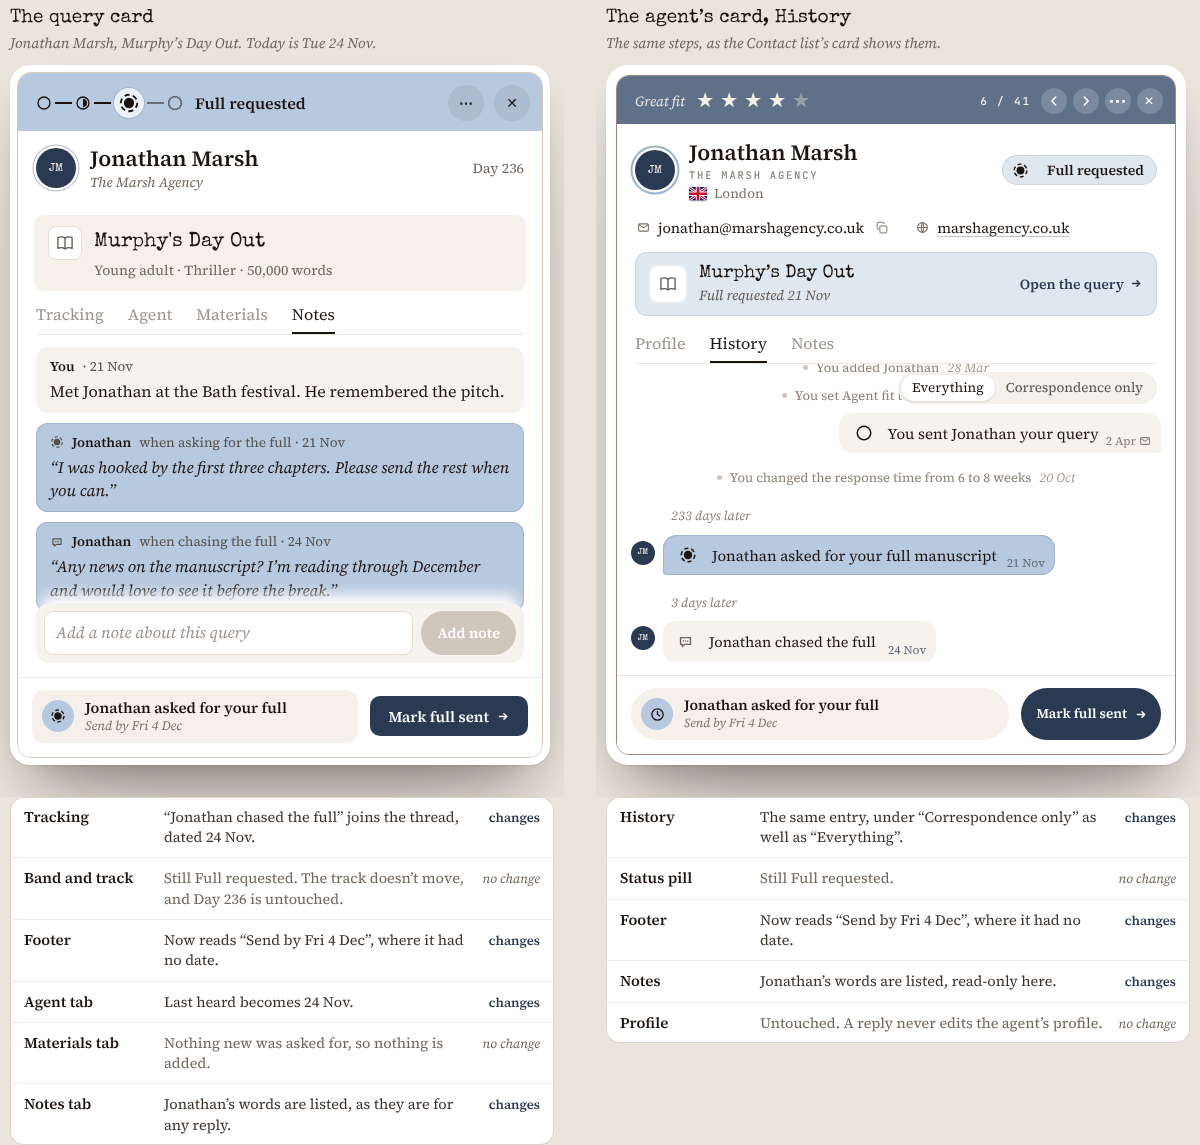 The query card
Jonathan Marsh, Murphy’s Day Out. Today is Tue 24 Nov.
Full requested
JM
Jonathan Marsh
The Marsh Agency
Day 236
Murphy's Day Out
Young adult · Thriller · 50,000 words
Tracking Agent Materials Notes
You · 21 Nov
Met Jonathan at the Bath festival. He remembered the pitch.
Jonathan when asking for the full · 21 Nov
“I was hooked by the first three chapters. Please send the rest when
you can.”
Jonathan when chasing the full · 24 Nov
“Any news on the manuscript? I’m reading through December
and would love to see it before the break.”
Add a note about this query
Add note
Jonathan asked for your full
Send by Fri 4 Dec
Mark full sent →
Tracking
“Jonathan chased the full” joins the thread,
dated 24 Nov.
changes
Band and track
Still Full requested. The track doesn’t move,
and Day 236 is untouched.
no change
Footer
Now reads “Send by Fri 4 Dec”, where it had
no date.
changes
Agent tab
Last heard becomes 24 Nov.
changes
Materials tab
Nothing new was asked for, so nothing is
added.
no change
Notes tab
Jonathan’s words are listed, as they are for
any reply.
changes
The agent’s card, History
The same steps, as the Contact list’s card shows them.
Great fit ★ ★ ★ ★ ★
6 / 41
JM
Jonathan Marsh
THE MARSH AGENCY
London
Full requested
jonathan@marshagency.co.uk
marshagency.co.uk
Murphy’s Day Out
Full requested 21 Nov
Open the query →
Profile History Notes
You added Jonathan 28 Mar
You set Agent fit
Everything Correspondence only
You sent Jonathan your query 2 Apr
You changed the response time from 6 to 8 weeks 20 Oct
233 days later
JM
Jonathan asked for your full manuscript 21 Nov
3 days later
JM
Jonathan chased the full 24 Nov
Jonathan asked for your full
Send by Fri 4 Dec
Mark full sent →
History
The same entry, under “Correspondence only” as
well as “Everything”.
changes
Status pill
Still Full requested.
no change
Footer
Now reads “Send by Fri 4 Dec”, where it had no
date.
changes
Notes
Jonathan’s words are listed, read-only here.
changes
Profile
Untouched. A reply never edits the agent’s profile.
no change